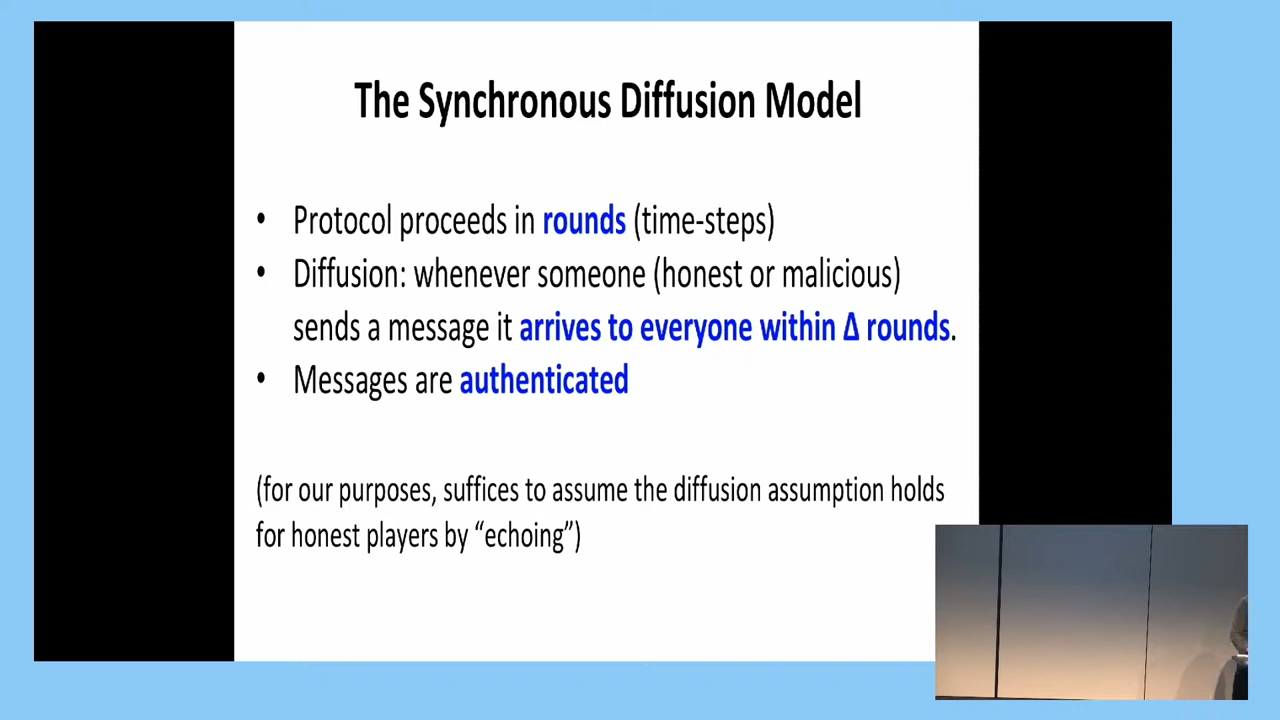 The Synchronous Diffusion Model
• Protocol proceeds in rounds (time-steps)
• Diffusion: whenever someone (honest or malicious)
sends a message it arrives to everyone within Δ rounds.
• Messages are authenticated
(for our purposes, suffices to assume the diffusion assumption holds
for honest players by “echoing”)